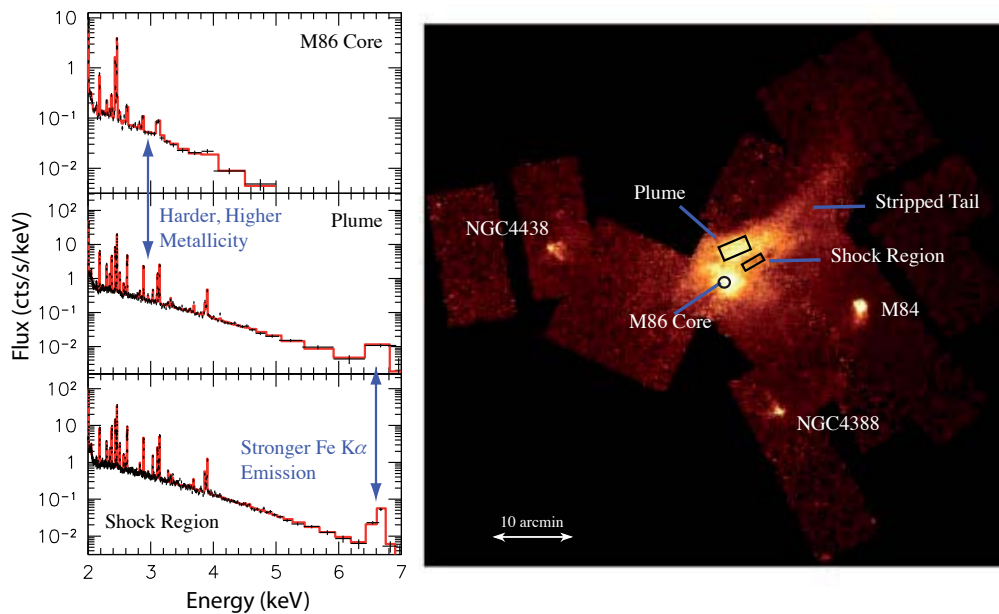 M86 Core
Plume
Shock Region
Harder, Higher
Metallicity
Stronger Fe Kα
Emission
Flux (cts/s/keV)
10
1
10⁻¹
10⁻²
10²
10
1
10⁻¹
10⁻²
10²
10
1
10⁻¹
10⁻²
2 3 4 5 6 7
Energy (keV)
Plume
NGC4438
Stripped Tail
Shock Region
M86 Core
M84
NGC4388
10 arcmin